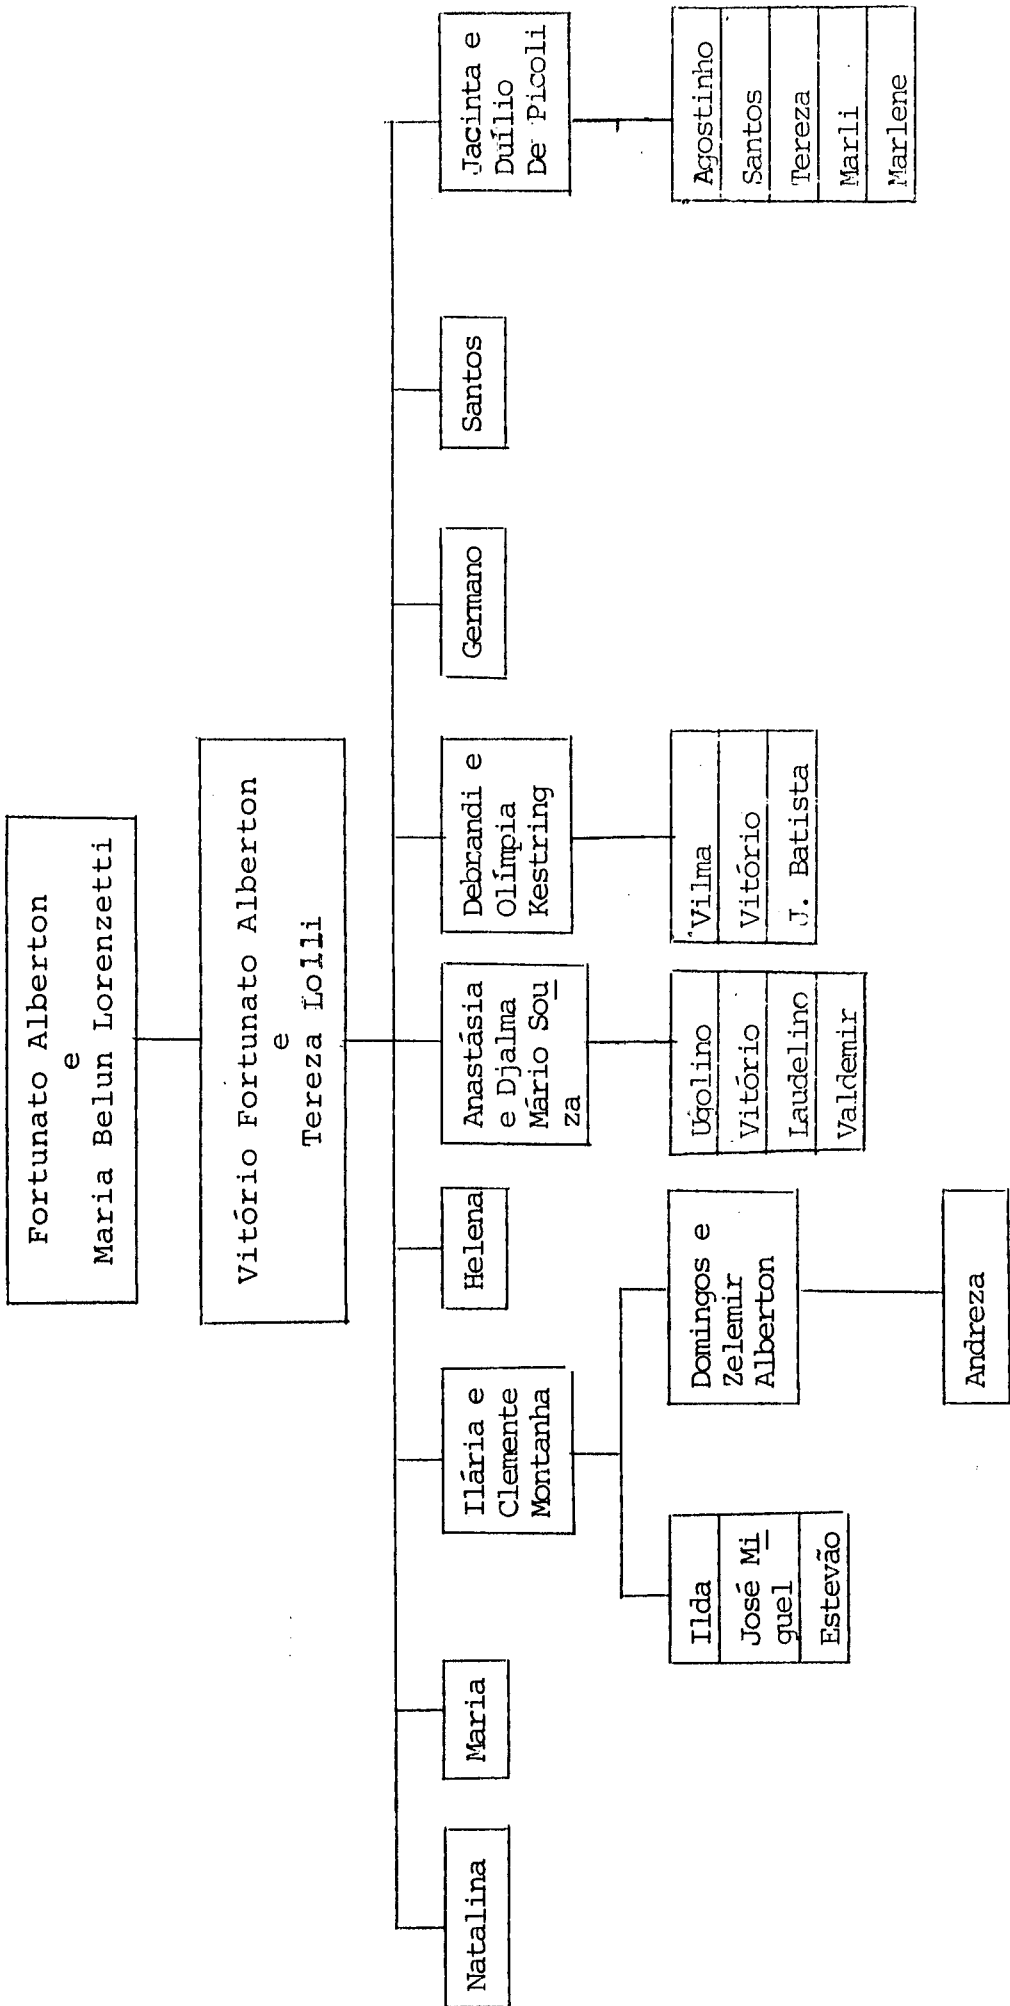 Fortunato Alberton
e
Maria Belun Lorenzetti
Vitório Fortunato Alberton
e
Tereza Lolli
Natalina
Maria
Ilária e
Clemente
Montanha
Helena
Anastásia
e Djalma
Mário Sou
za
Debrandi e
Olímpia
Kestring
Germano
Santos
Jacinta e
Duílio
De Picoli
Ilda
José Mi
guel
Estevão
Domingos e
Zelemir
Alberton
Ugolino
Vitório
Laudelino
Valdemir
Vilma
Vitório
J. Batista
Agostinho
Santos
Tereza
Marli
Marlene
Andreza